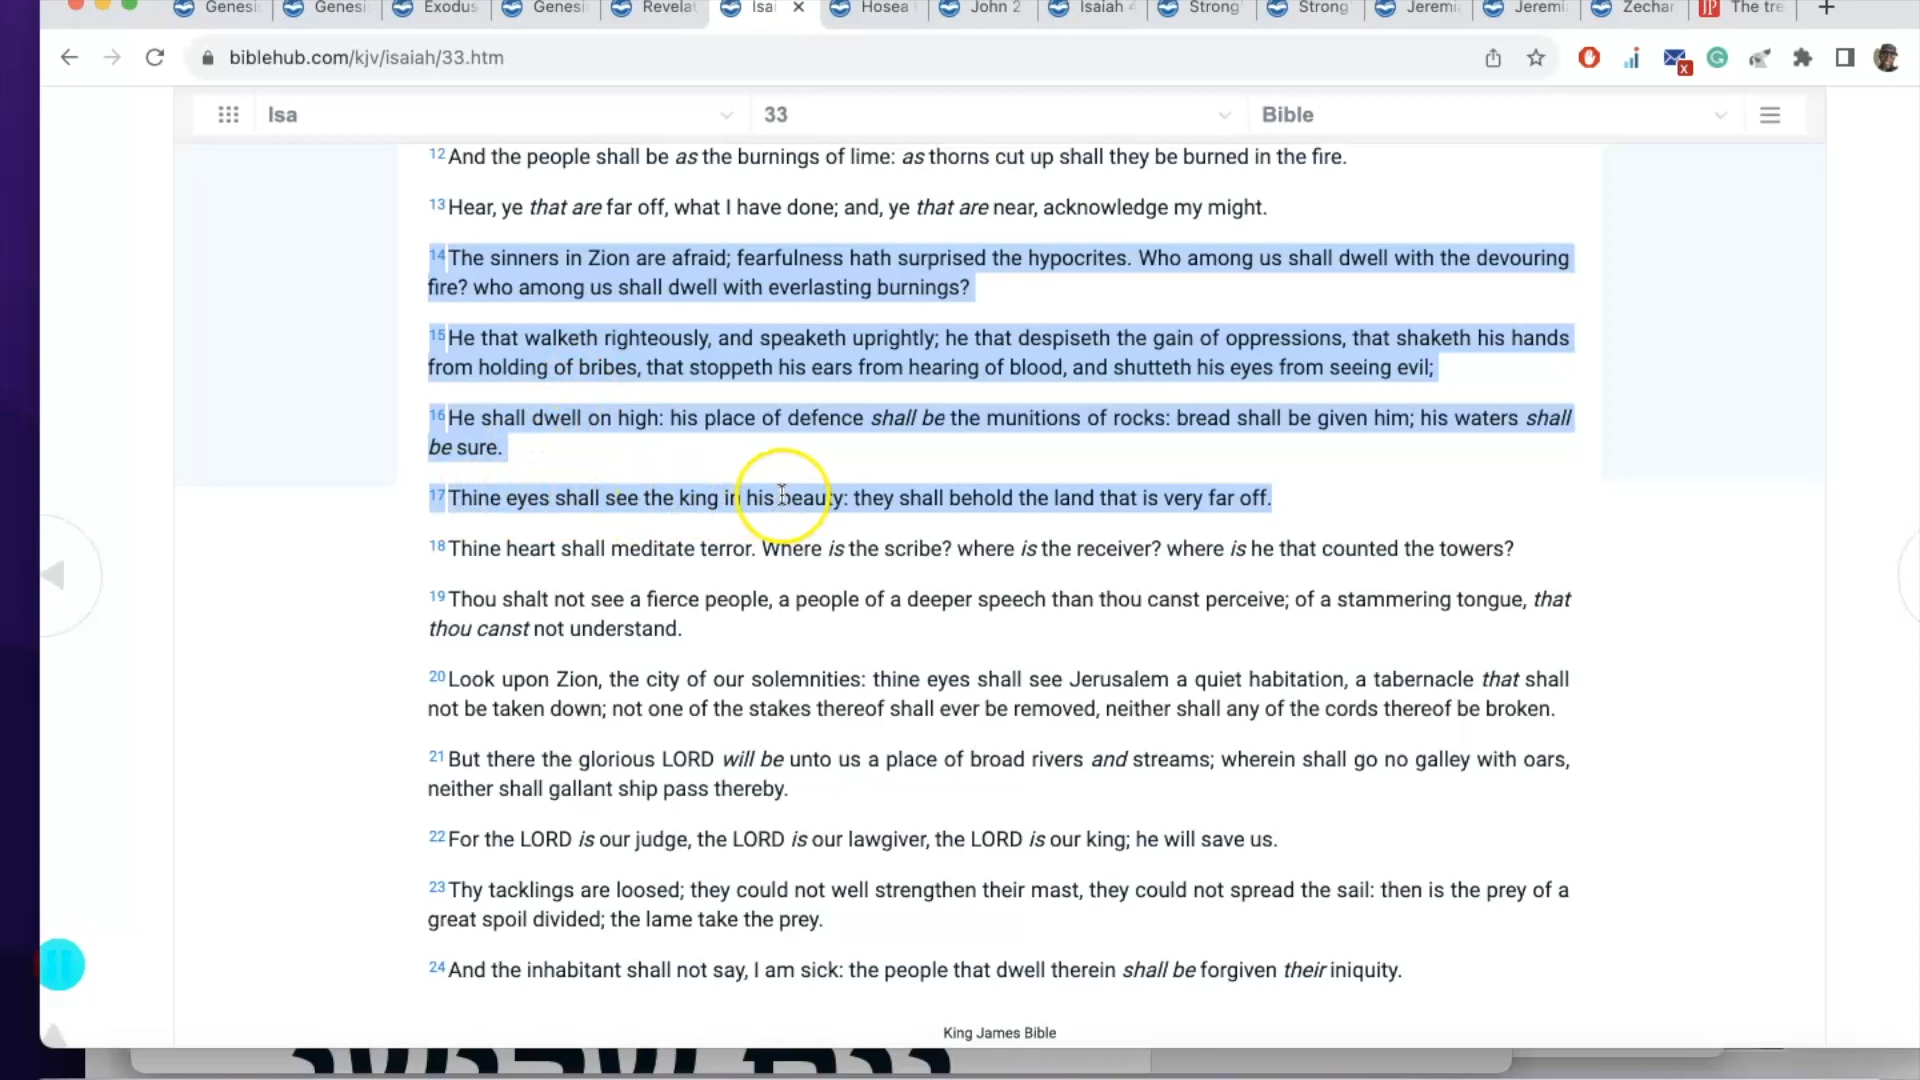 Genesi Genesi Exodus Genesi Revelat Isai Hosea John 2 Isaiah 4 Strong' Strong' Jeremi Jeremi Zechar JP The tre
biblehub.com/kjv/isaiah/33.htm
Isa 33 Bible
12 And the people shall be as the burnings of lime: as thorns cut up shall they be burned in the fire.
13 Hear, ye that are far off, what I have done; and, ye that are near, acknowledge my might.
14 The sinners in Zion are afraid; fearfulness hath surprised the hypocrites. Who among us shall dwell with the devouring
fire? who among us shall dwell with everlasting burnings?
15 He that walketh righteously, and speaketh uprightly; he that despiseth the gain of oppressions, that shaketh his hands
from holding of bribes, that stoppeth his ears from hearing of blood, and shutteth his eyes from seeing evil;
16 He shall dwell on high: his place of defence shall be the munitions of rocks: bread shall be given him; his waters shall
be sure.
17 Thine eyes shall see the king in his beauty: they shall behold the land that is very far off.
18 Thine heart shall meditate terror. Where is the scribe? where is the receiver? where is he that counted the towers?
19 Thou shalt not see a fierce people, a people of a deeper speech than thou canst perceive; of a stammering tongue, that
thou canst not understand.
20 Look upon Zion, the city of our solemnities: thine eyes shall see Jerusalem a quiet habitation, a tabernacle that shall
not be taken down; not one of the stakes thereof shall ever be removed, neither shall any of the cords thereof be broken.
21 But there the glorious LORD will be unto us a place of broad rivers and streams; wherein shall go no galley with oars,
neither shall gallant ship pass thereby.
22 For the LORD is our judge, the LORD is our lawgiver, the LORD is our king; he will save us.
23 Thy tacklings are loosed; they could not well strengthen their mast, they could not spread the sail: then is the prey of a
great spoil divided; the lame take the prey.
24 And the inhabitant shall not say, I am sick: the people that dwell therein shall be forgiven their iniquity.
King James Bible